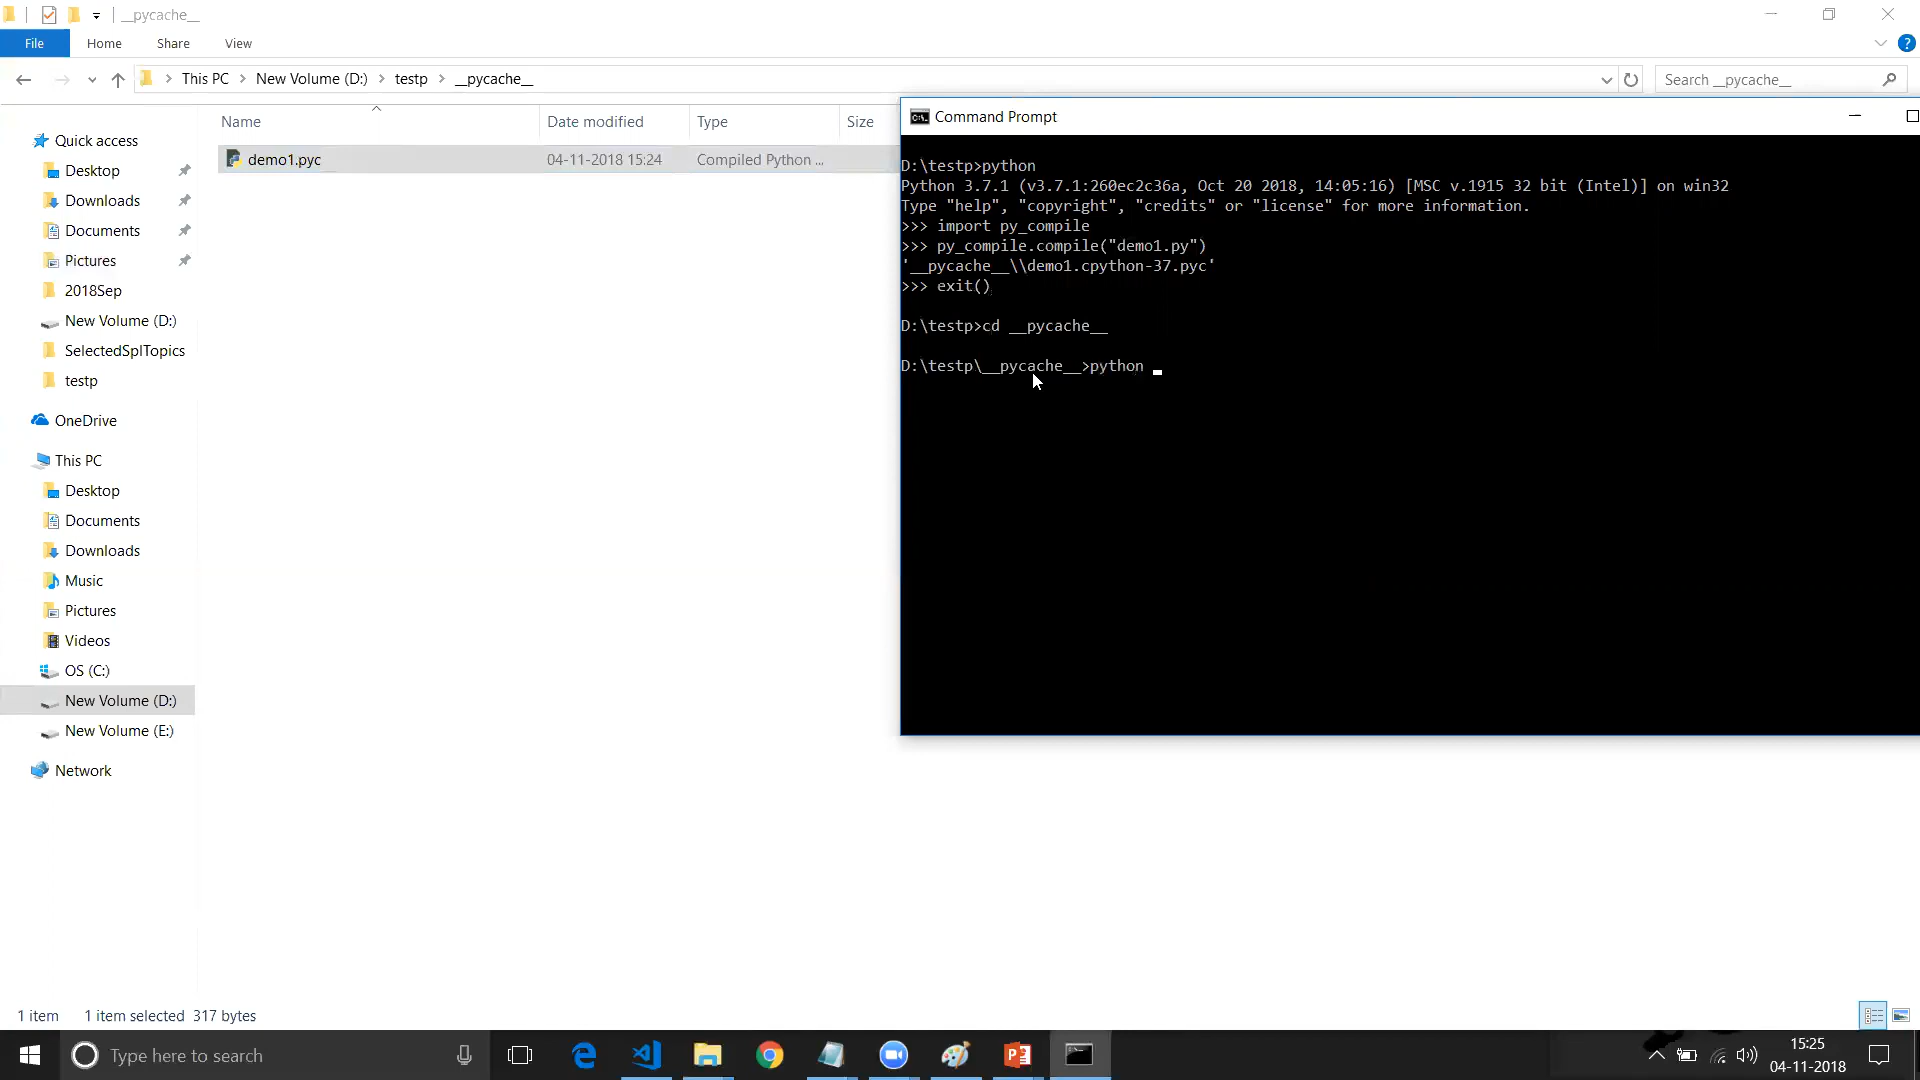 __pycache__
File Home Share View
This PC New Volume (D:) testp __pycache__
Search __pycache__
Name Date modified Type Size
demo1.pyc 04-11-2018 15:24 Compiled Python ...
Quick access
Desktop
Downloads
Documents
Pictures
2018Sep
New Volume (D:)
SelectedSplTopics
testp
OneDrive
This PC
Desktop
Documents
Downloads
Music
Pictures
Videos
OS (C:)
New Volume (D:)
New Volume (E:)
Network
1 item 1 item selected 317 bytes
Command Prompt
D:\testp>python
Python 3.7.1 (v3.7.1:260ec2c36a, Oct 20 2018, 14:05:16) [MSC v.1915 32 bit (Intel)] on win32
Type "help", "copyright", "credits" or "license" for more information.
>>> import py_compile
>>> py_compile.compile("demo1.py")
'__pycache__\\demo1.cpython-37.pyc'
>>> exit()
D:\testp>cd __pycache__
D:\testp\__pycache__>python
Type here to search
15:25
04-11-2018